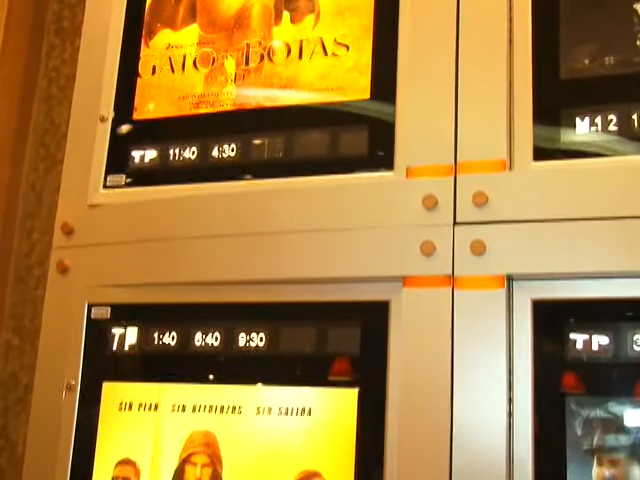 GATO BOTAS
TP 11:40 4:30
M.12
TP 1:40 6:40 9:30
TP
SIN PLAN SIN REFUERZOS SIN SALIDA